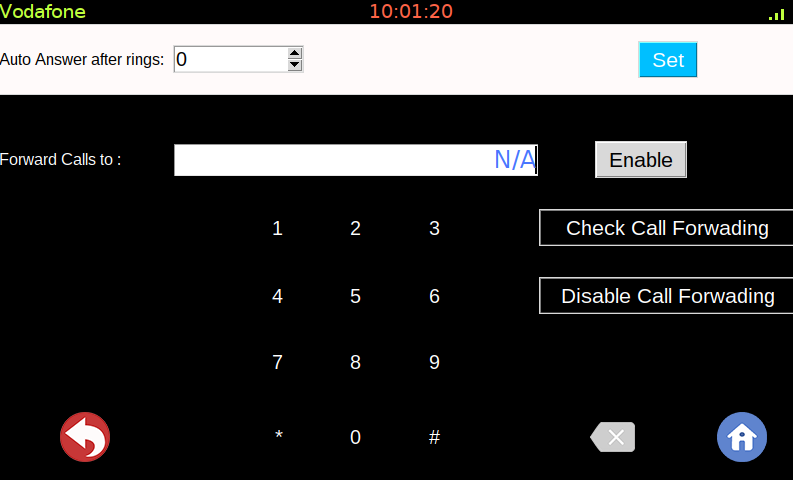 Vodafone 10:01:20
Auto Answer after rings: 0 Set
Forward Calls to : N/A Enable
1 2 3 Check Call Forwading
4 5 6 Disable Call Forwading
7 8 9
* 0 #